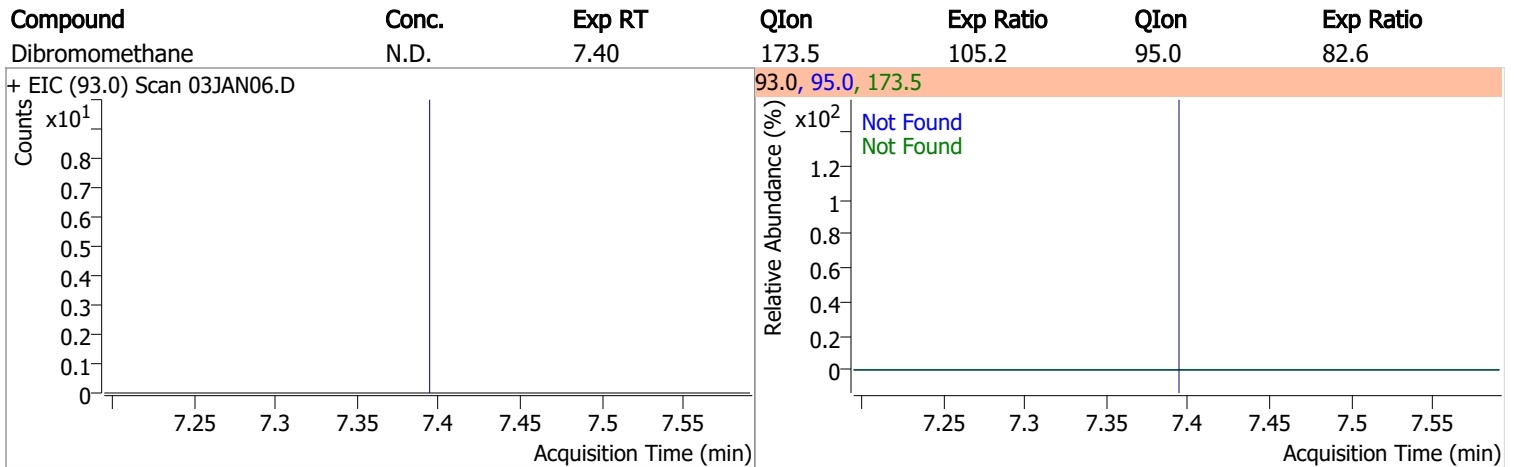 Compound Conc. Exp RT QIon Exp Ratio QIon Exp Ratio
Dibromomethane N.D. 7.40 173.5 105.2 95.0 82.6
+ EIC (93.0) Scan 03JAN06.D
Counts
x10¹
0.8
0.7
0.6
0.5
0.4
0.3
0.2
0.1
0
7.25 7.3 7.35 7.4 7.45 7.5 7.55
Acquisition Time (min)
93.0, 95.0, 173.5
Relative Abundance (%)
x10²
Not Found
Not Found
1.2
1
0.8
0.6
0.4
0.2
0
7.25 7.3 7.35 7.4 7.45 7.5 7.55
Acquisition Time (min)